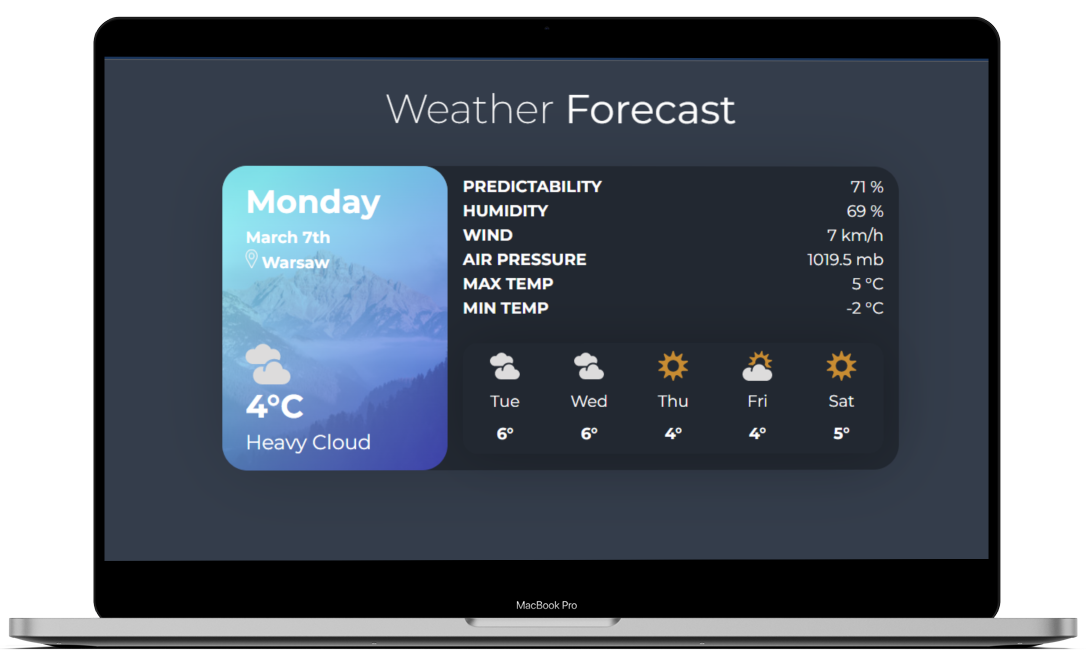 Weather Forecast
Monday
March 7th
Warsaw
4°C
Heavy Cloud
PREDICTABILITY 71 %
HUMIDITY 69 %
WIND 7 km/h
AIR PRESSURE 1019.5 mb
MAX TEMP 5 °C
MIN TEMP -2 °C
Tue Wed Thu Fri Sat
6° 6° 4° 4° 5°
MacBook Pro